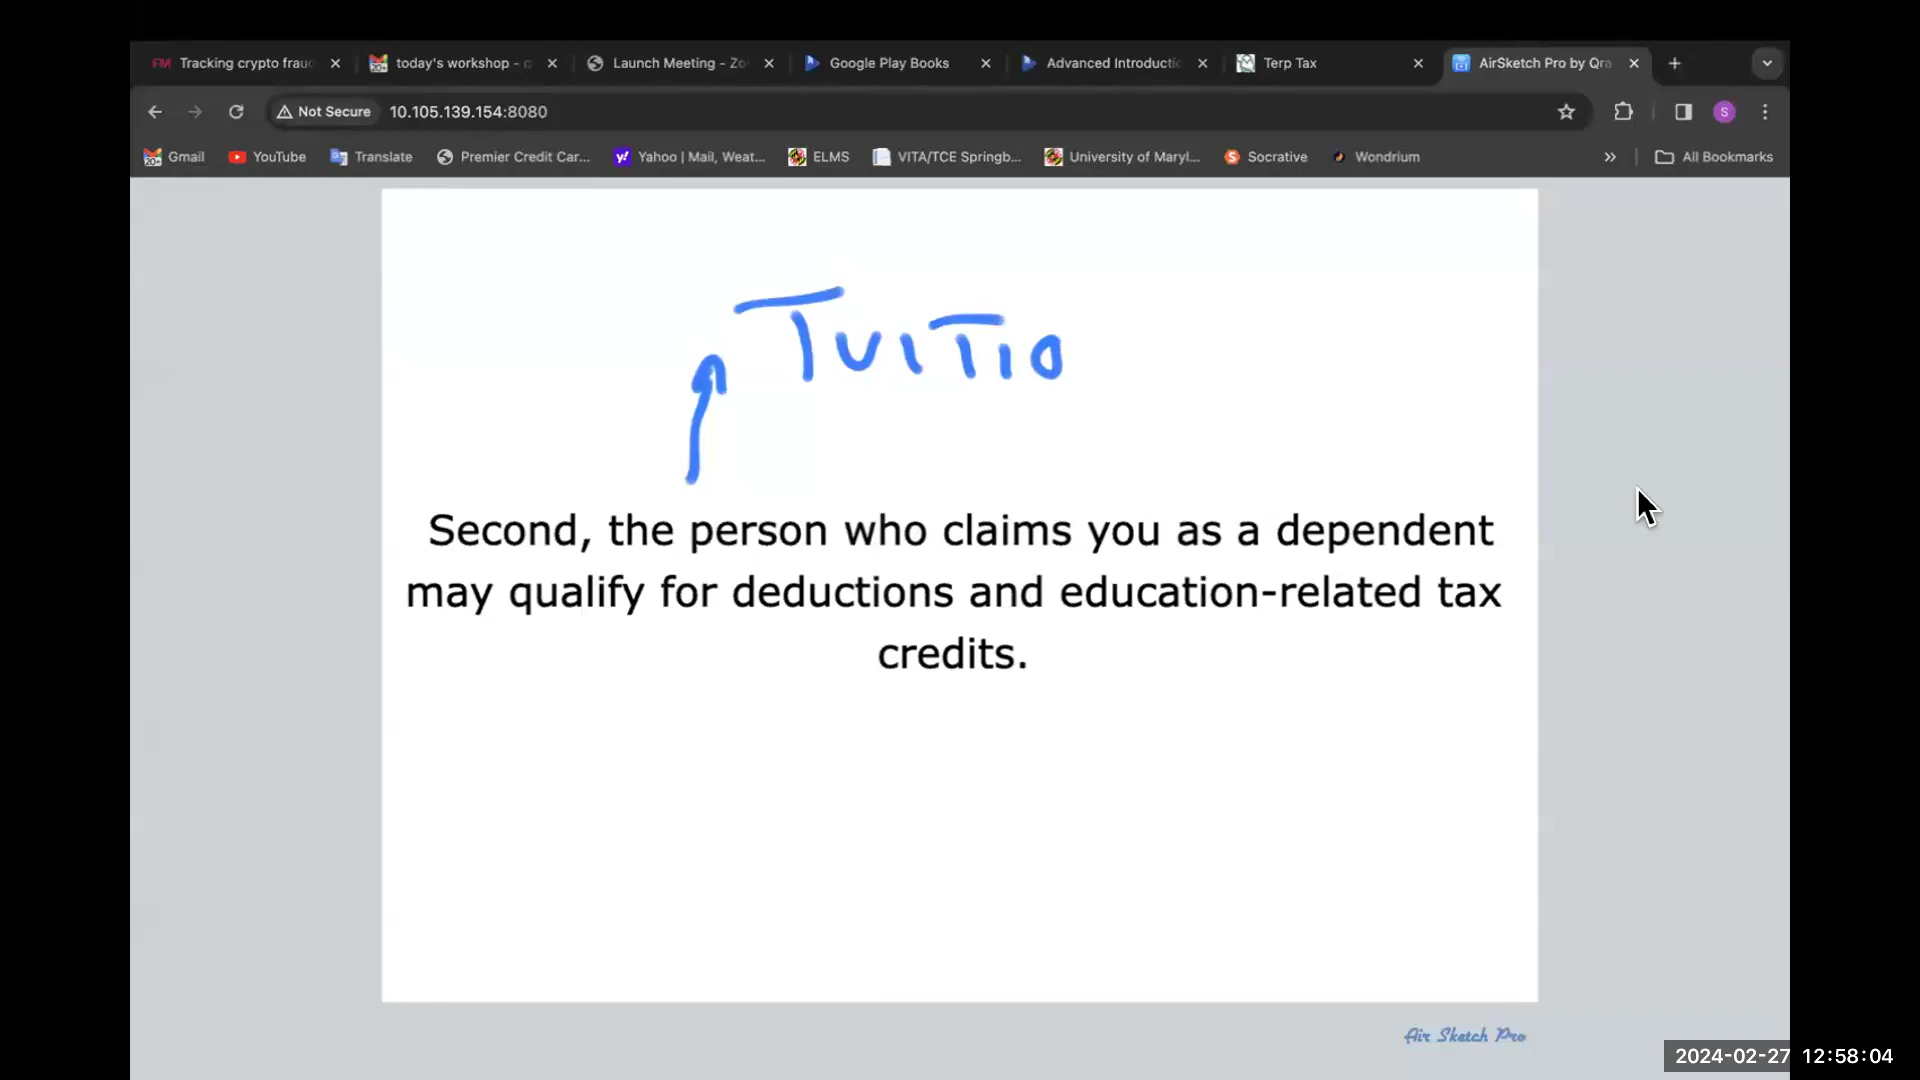 FM Tracking crypto frau
today's workshop - q
Launch Meeting - Zo
Google Play Books
Advanced Introducti
Terp Tax
AirSketch Pro by Qra
Not Secure 10.105.139.154:8080
S
Gmail
YouTube
Translate
Premier Credit Car...
Yahoo | Mail, Weat...
ELMS
VITA/TCE Springb...
University of Maryl...
Socrative
Wondrium
All Bookmarks
TUITIO
Second, the person who claims you as a dependent
may qualify for deductions and education-related tax
credits.
Air Sketch Pro
2024-02-27 12:58:04